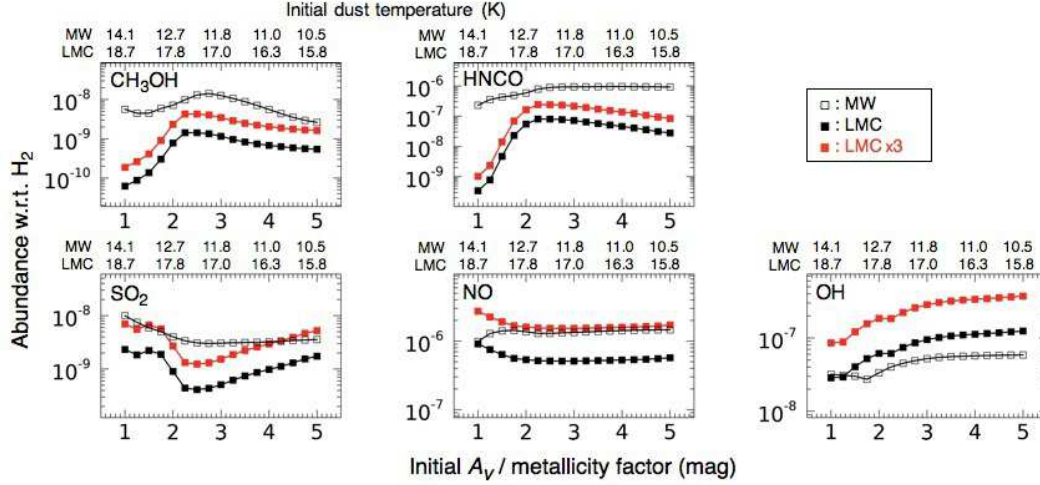 Initial dust temperature (K)
MW 14.1 12.7 11.8 11.0 10.5
LMC 18.7 17.8 17.0 16.3 15.8
MW 14.1 12.7 11.8 11.0 10.5
LMC 18.7 17.8 17.0 16.3 15.8
CH₃OH
10⁻⁸
10⁻⁹
10⁻¹⁰
1 2 3 4 5
HNCO
10⁻⁶
10⁻⁷
10⁻⁸
10⁻⁹
1 2 3 4 5
: MW
: LMC
: LMC x3
Abundance w.r.t. H₂
MW 14.1 12.7 11.8 11.0 10.5
LMC 18.7 17.8 17.0 16.3 15.8
SO₂
10⁻⁸
10⁻⁹
1 2 3 4 5
MW 14.1 12.7 11.8 11.0 10.5
LMC 18.7 17.8 17.0 16.3 15.8
NO
10⁻⁵
10⁻⁶
10⁻⁷
1 2 3 4 5
MW 14.1 12.7 11.8 11.0 10.5
LMC 18.7 17.8 17.0 16.3 15.8
OH
10⁻⁷
10⁻⁸
1 2 3 4 5
Initial A_V / metallicity factor (mag)